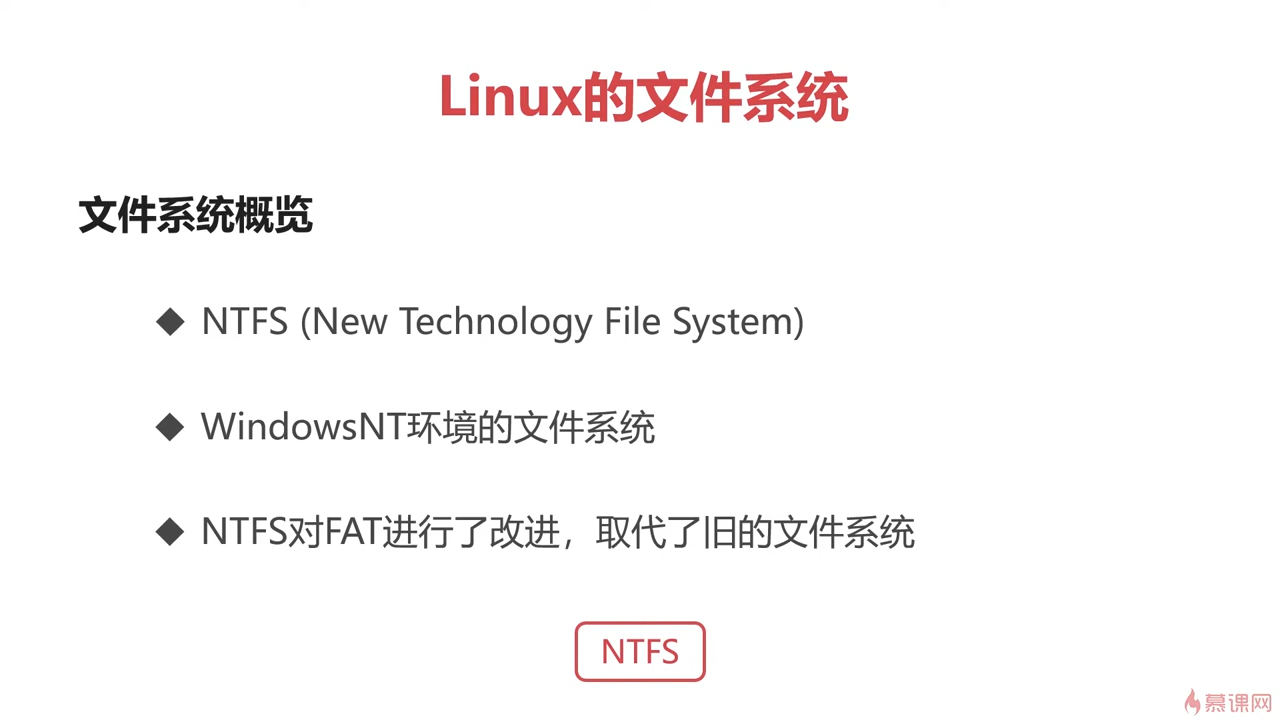 Linux的文件系统
文件系统概览
◆ NTFS (New Technology File System)
◆ WindowsNT环境的文件系统
◆ NTFS对FAT进行了改进，取代了旧的文件系统
NTFS
慕课网